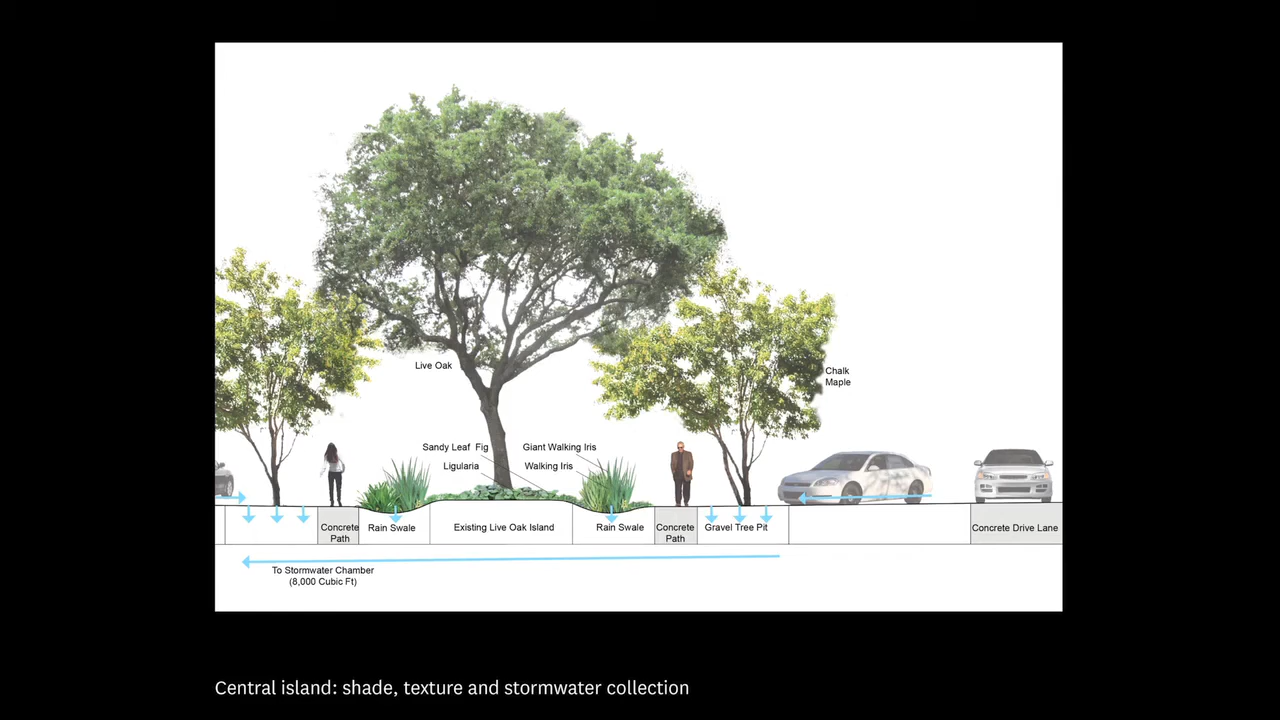 Live Oak
Chalk
Maple
Sandy Leaf Fig
Giant Walking Iris
Ligularia
Walking Iris
Concrete
Path
Rain Swale
Existing Live Oak Island
Rain Swale
Concrete
Path
Gravel Tree Pit
Concrete Drive Lane
To Stormwater Chamber
(8,000 Cubic Ft)
Central island: shade, texture and stormwater collection